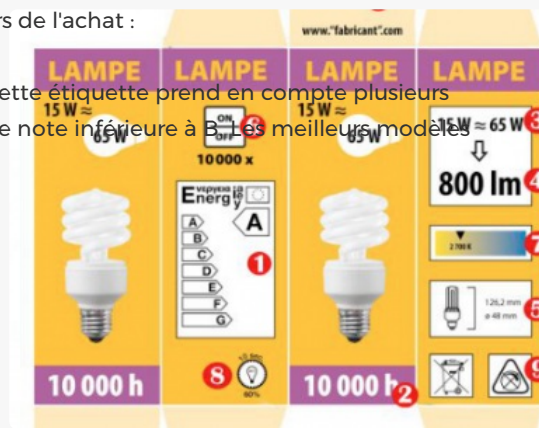 rs de l'achat :
www."fabricant".com
LAMPE
LAMPE
LAMPE
LAMPE
ette étiquette prend en compte plusieurs
e note inférieure à B. Les meilleurs modèles
15 W ≈
65 W
ON
OFF
6
10 000 x
15 W ≈
65 W
15 W ≈ 65 W
3
800 lm
4
Energ
A
A
B
C
D
E
F
G
1
2 700 K
7
126,2 mm
ø 48 mm
5
10 000 h
8
60%
10 000 h
2
9